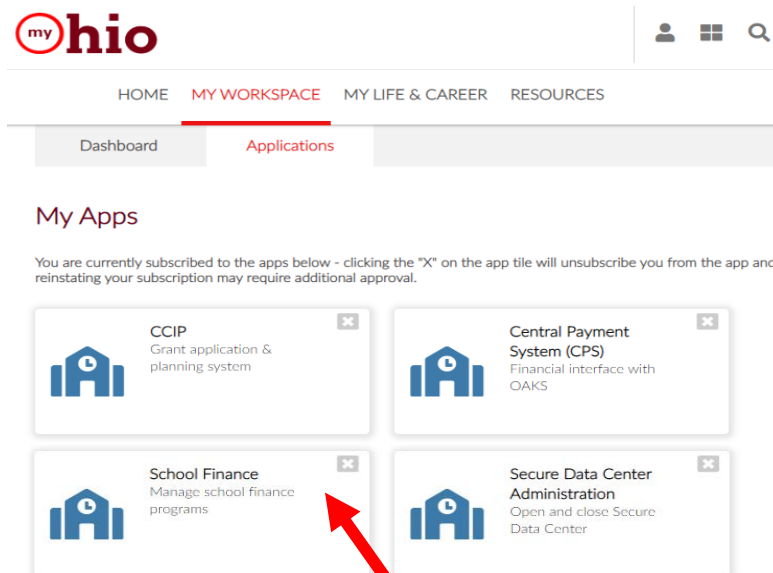 my Ohio
HOME MY WORKSPACE MY LIFE & CAREER RESOURCES
Dashboard Applications
My Apps
You are currently subscribed to the apps below - clicking the "X" on the app tile will unsubscribe you from the app and
reinstating your subscription may require additional approval.
CCIP
Grant application &
planning system
Central Payment
System (CPS)
Financial interface with
OAKS
School Finance
Manage school finance
programs
Secure Data Center
Administration
Open and close Secure
Data Center